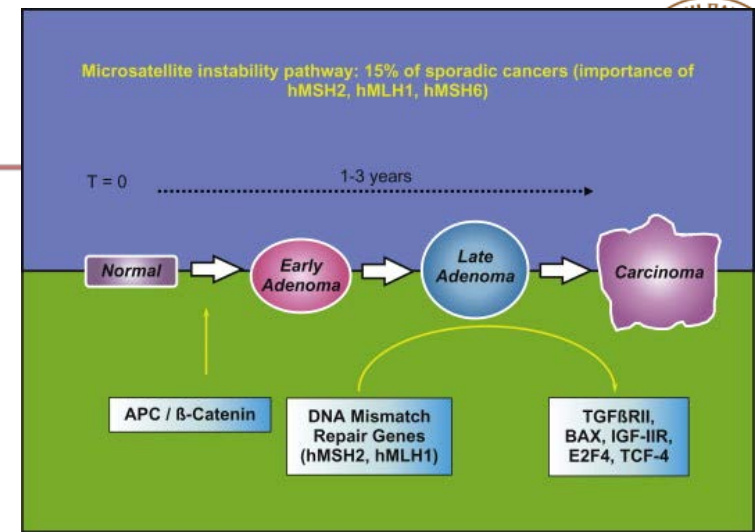 Microsatellite instability pathway: 15% of sporadic cancers (importance of
hMSH2, hMLH1, hMSH6)
T = 0
1-3 years
Normal
Early
Adenoma
Late
Adenoma
Carcinoma
APC / ß-Catenin
DNA Mismatch
Repair Genes
(hMSH2, hMLH1)
TGFßRII,
BAX, IGF-IIR,
E2F4, TCF-4